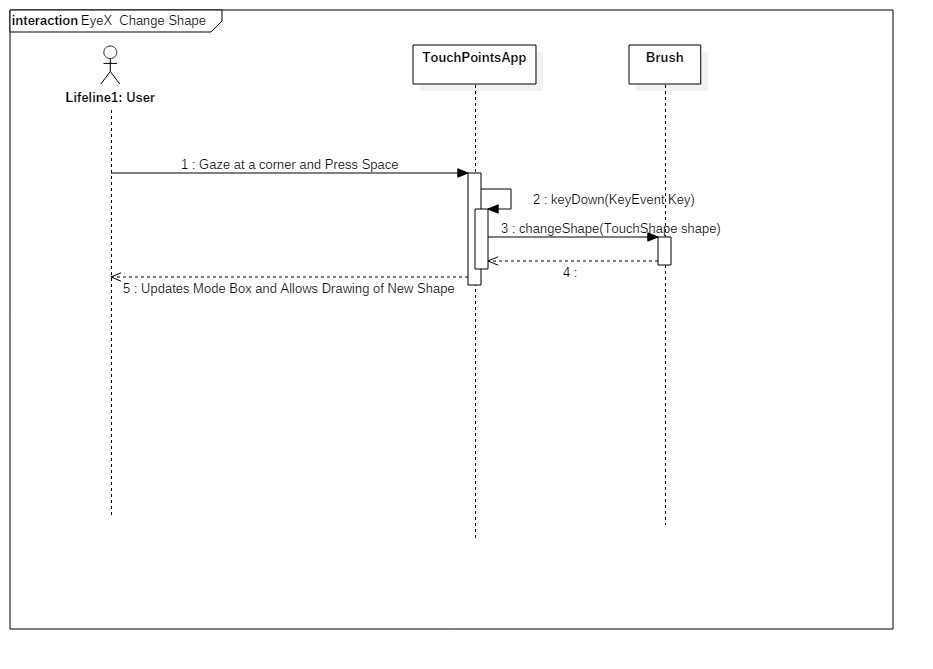 interaction EyeX  Change Shape
TouchPointsApp
Brush
Lifeline1: User
1 : Gaze at a corner and Press Space
2 : keyDown(KeyEvent Key)
3 : changeShape(TouchShape shape)
4 :
5 : Updates Mode Box and Allows Drawing of New Shape